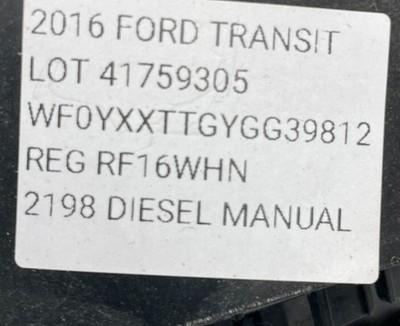 2016 FORD TRANSIT
LOT 41759305
WF0YXXTTGYGG39812
REG RF16WHN
2198 DIESEL MANUAL